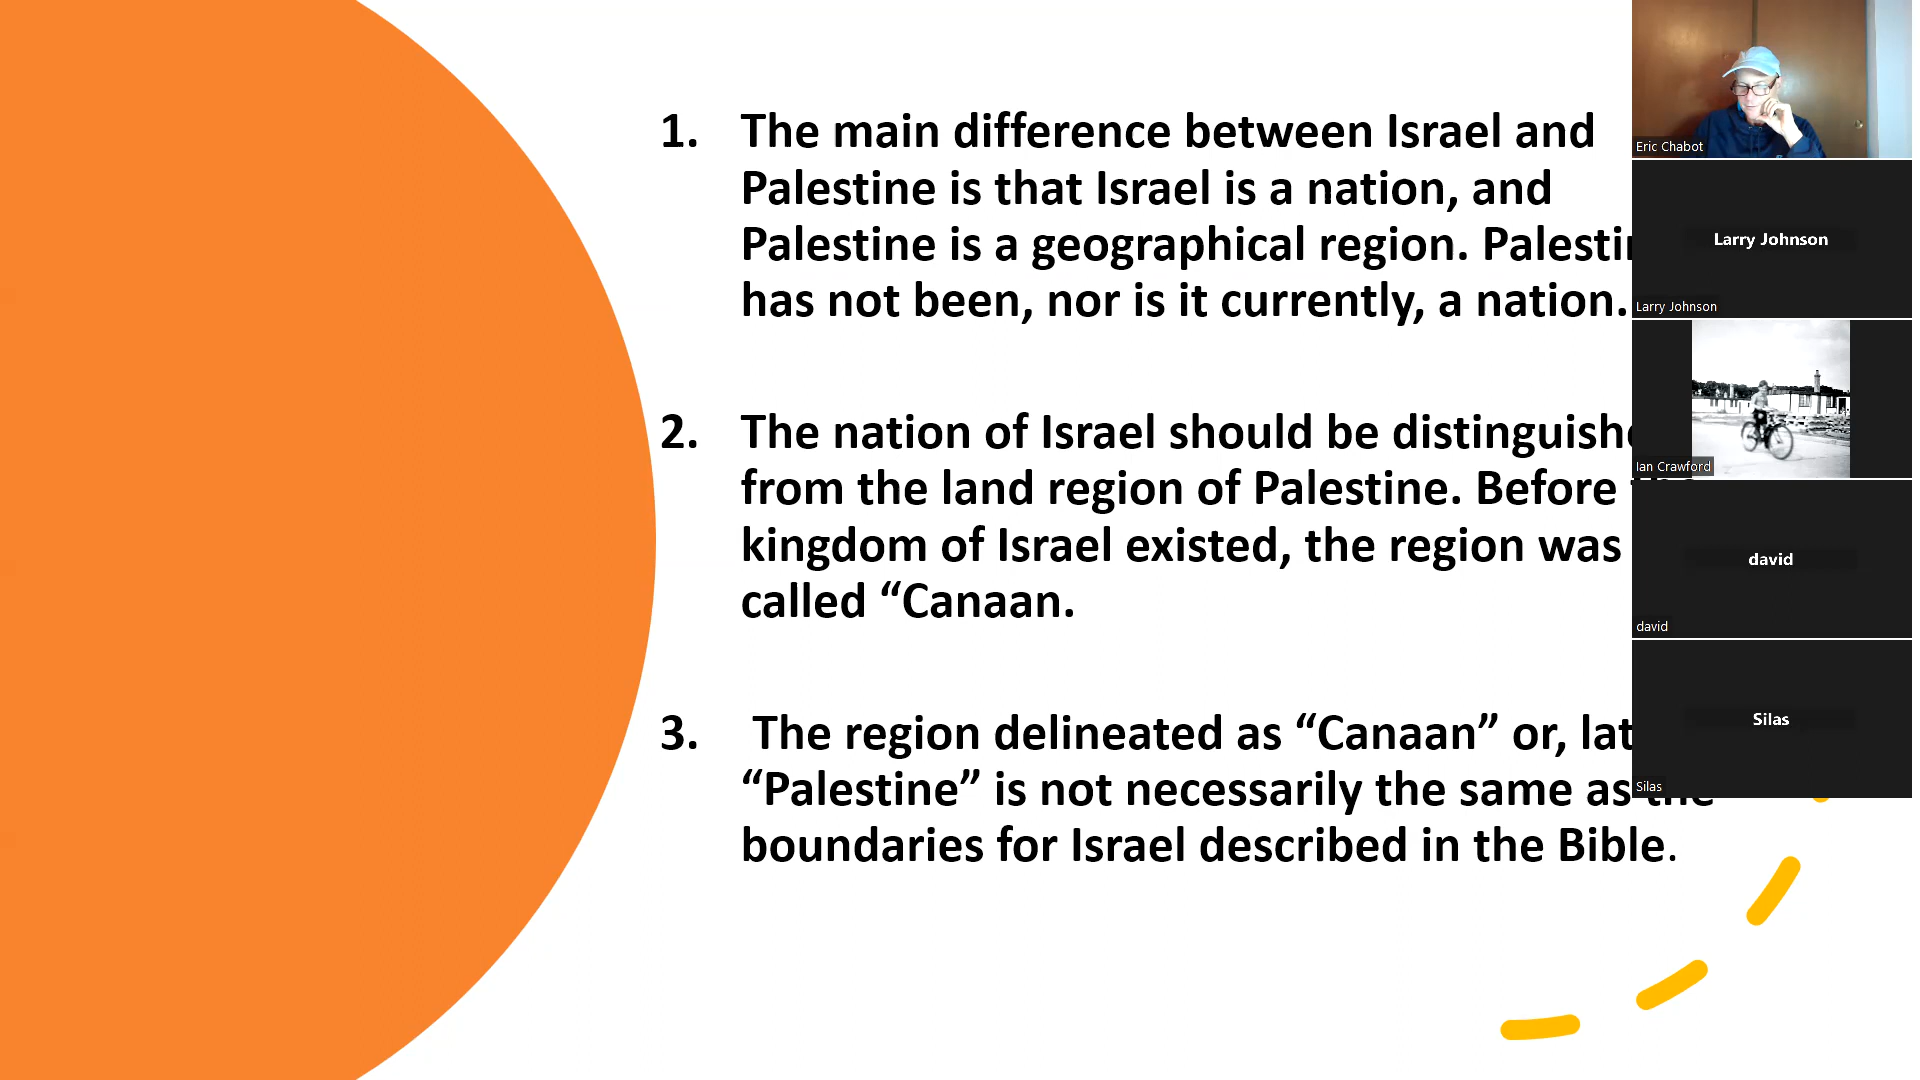 1. The main difference between Israel and
Palestine is that Israel is a nation, and
Palestine is a geographical region.
has not been, nor is it currently, a nation.
2. The nation of Israel should be
from the land region of Palestine. Before
kingdom of Israel existed, the region was
called “Canaan.
3. The region delineated as “Canaan” or,
“Palestine” is not necessarily the same as the
boundaries for Israel described in the Bible.
Eric Chabot
Larry Johnson
Larry Johnson
Ian Crawford
david
david
Silas
Silas